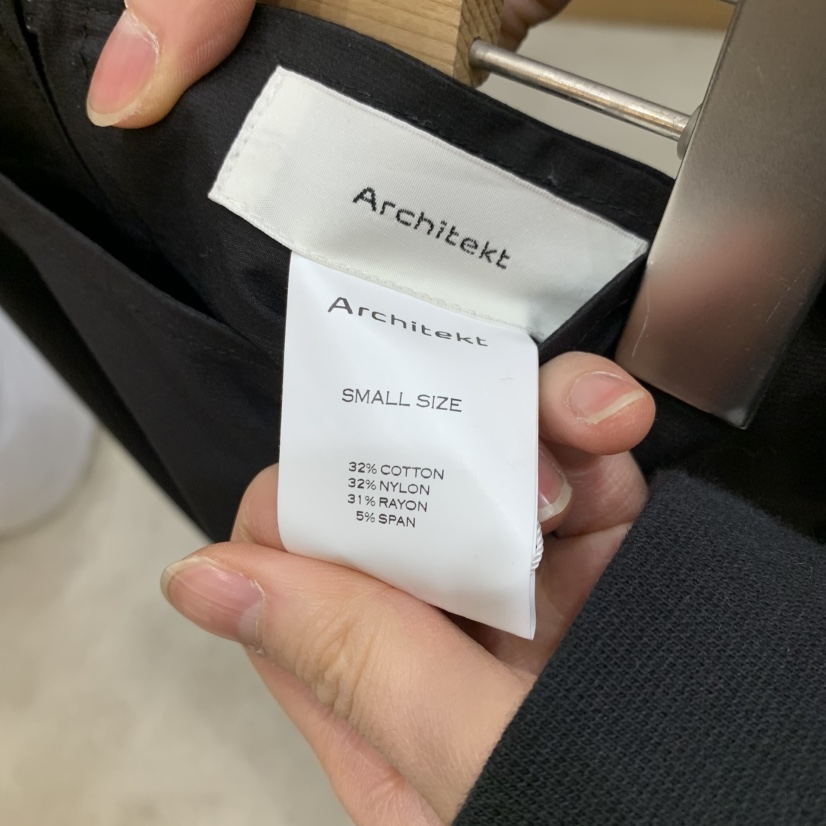 Architekt
Architekt
SMALL SIZE
32% COTTON
32% NYLON
31% RAYON
5% SPAN